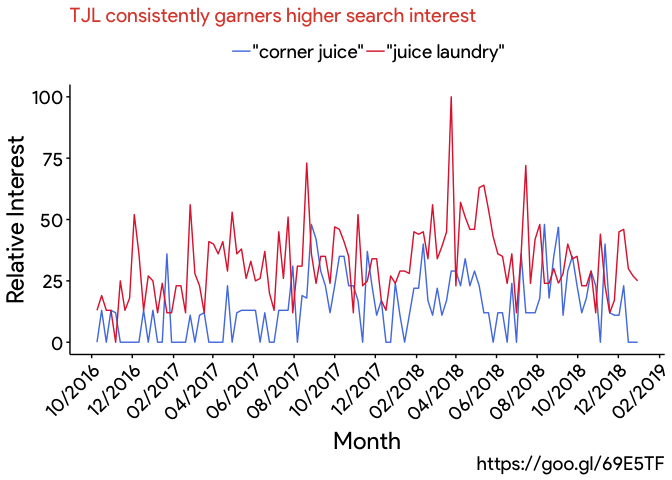 TJL consistently garners higher search interest
"corner juice" "juice laundry"
100
75
50
25
0
Relative Interest
10/2016 12/2016 02/2017 04/2017 06/2017 08/2017 10/2017 12/2017 02/2018 04/2018 06/2018 08/2018 10/2018 12/2018 02/2019
Month
https://goo.gl/69E5TF